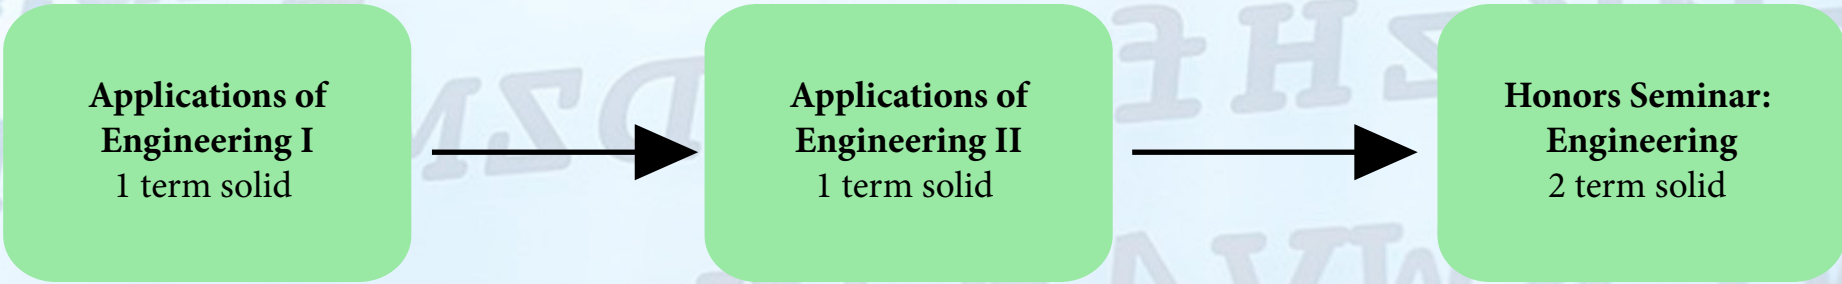 Applications of
Engineering I
1 term solid
Applications of
Engineering II
1 term solid
Honors Seminar:
Engineering
2 term solid